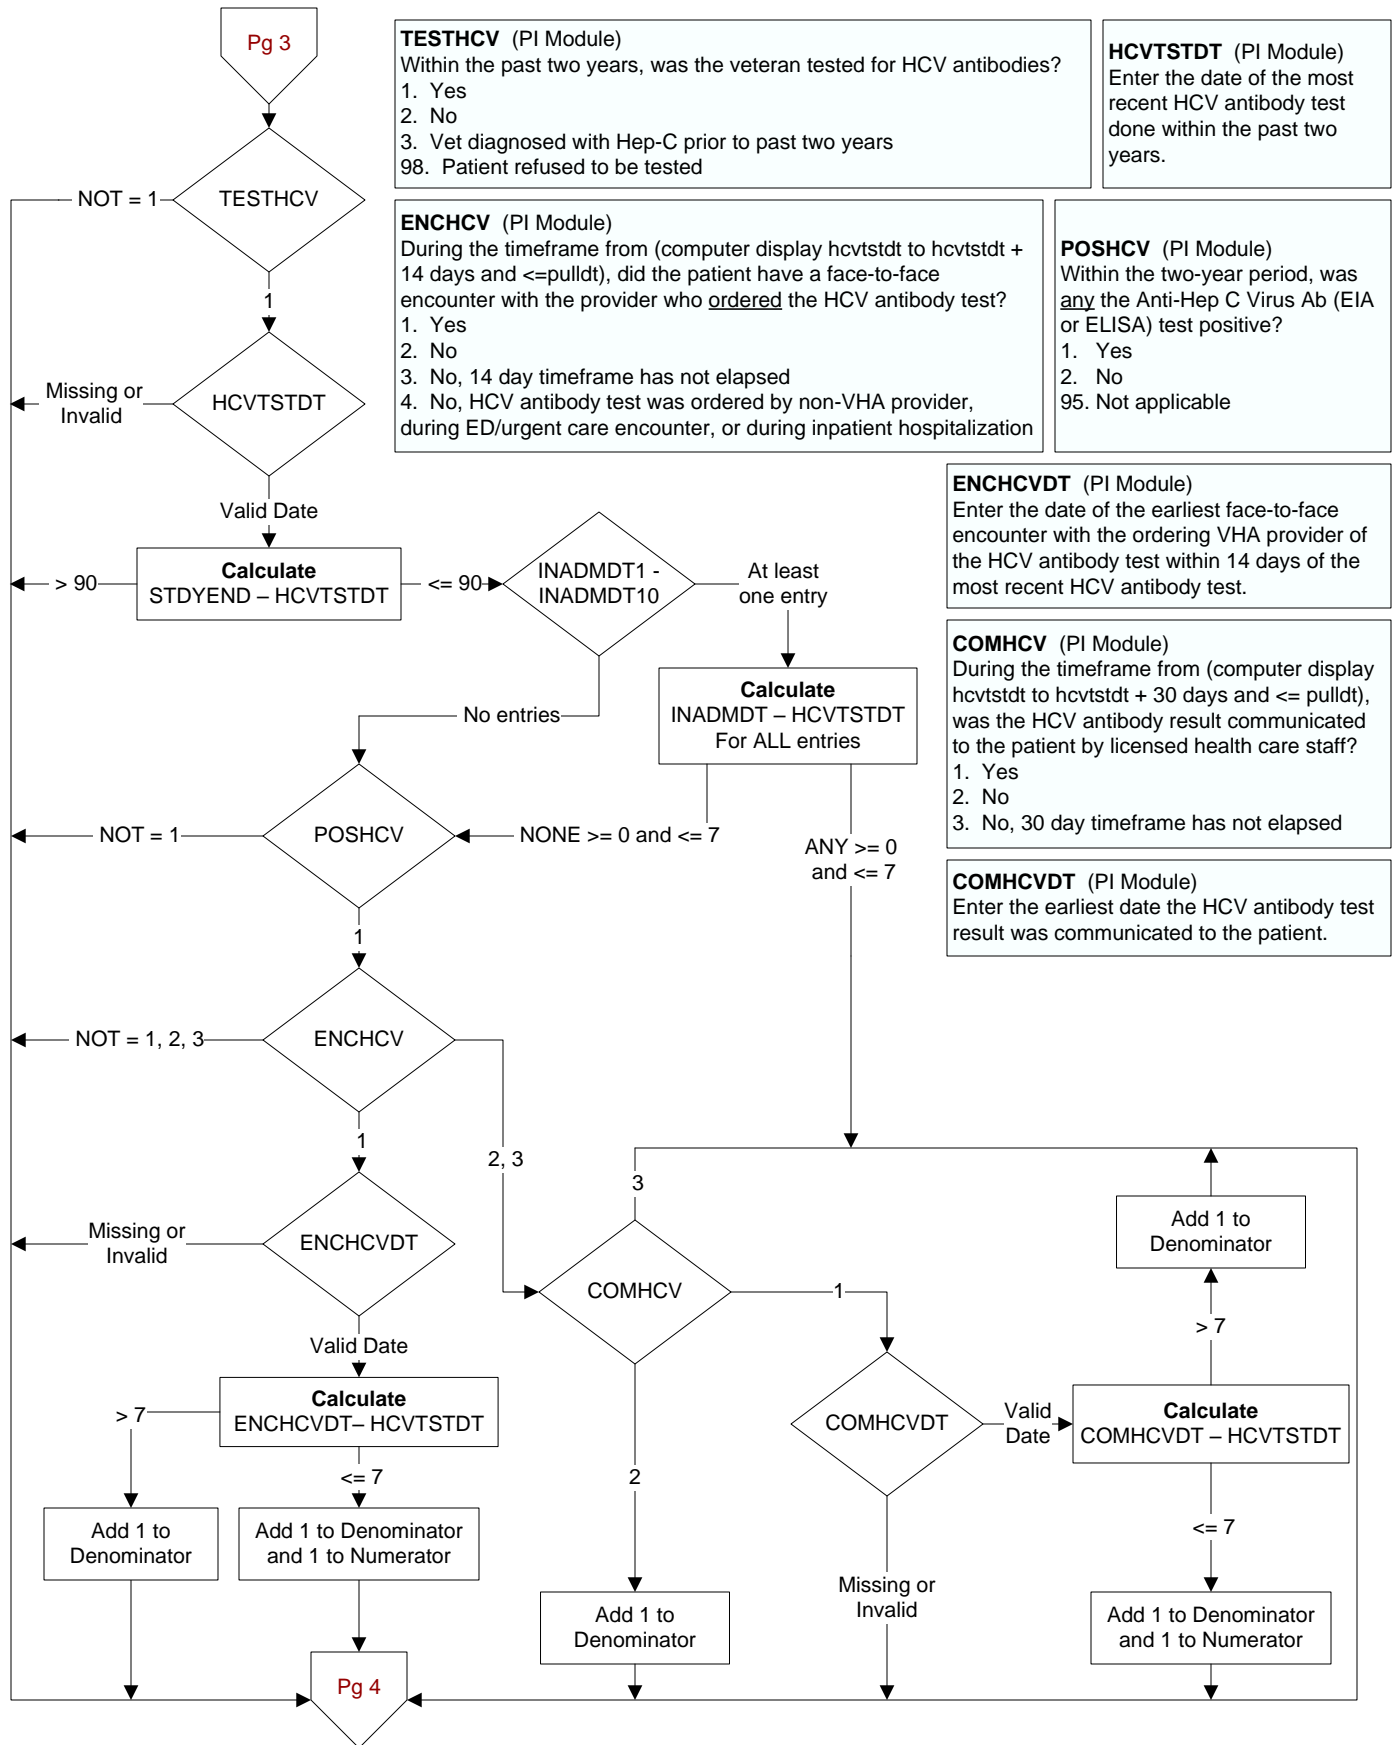 Pg 3
TESTHCV (PI Module)
Within the past two years, was the veteran tested for HCV antibodies?
1. Yes
2. No
3. Vet diagnosed with Hep-C prior to past two years
98. Patient refused to be tested
HCVTSTDT (PI Module)
Enter the date of the most
recent HCV antibody test
done within the past two
years.
NOT = 1
TESTHCV
1
ENCHCV (PI Module)
During the timeframe from (computer display hcvtstdt to hcvtstdt +
14 days and <=pulldt), did the patient have a face-to-face
encounter with the provider who ordered the HCV antibody test?
1. Yes
2. No
3. No, 14 day timeframe has not elapsed
4. No, HCV antibody test was ordered by non-VHA provider,
during ED/urgent care encounter, or during inpatient hospitalization
POSHCV (PI Module)
Within the two-year period, was
any the Anti-Hep C Virus Ab (EIA
or ELISA) test positive?
1. Yes
2. No
95. Not applicable
Missing or
Invalid
HCVTSTDT
Valid Date
ENCHCVDT (PI Module)
Enter the date of the earliest face-to-face
encounter with the ordering VHA provider of
the HCV antibody test within 14 days of the
most recent HCV antibody test.
> 90
Calculate
STDYEND – HCVTSTDT
<= 90
INADMDT1 -
INADMDT10
At least
one entry
COMHCV (PI Module)
During the timeframe from (computer display
hcvtstdt to hcvtstdt + 30 days and <= pulldt),
was the HCV antibody result communicated
to the patient by licensed health care staff?
1. Yes
2. No
3. No, 30 day timeframe has not elapsed
No entries
Calculate
INADMDT – HCVTSTDT
For ALL entries
NOT = 1
POSHCV
NONE >= 0 and <= 7
ANY >= 0
and <= 7
COMHCVDT (PI Module)
Enter the earliest date the HCV antibody test
result was communicated to the patient.
1
NOT = 1, 2, 3
ENCHCV
1
2, 3
3
Missing or
Invalid
ENCHCVDT
Add 1 to
Denominator
COMHCV
1
> 7
Valid Date
Calculate
ENCHCVDT– HCVTSTDT
> 7
<= 7
COMHCVDT
Valid
Date
Calculate
COMHCVDT – HCVTSTDT
2
<= 7
Add 1 to
Denominator
Add 1 to Denominator
and 1 to Numerator
Missing or
Invalid
Add 1 to
Denominator
Add 1 to Denominator
and 1 to Numerator
Pg 4